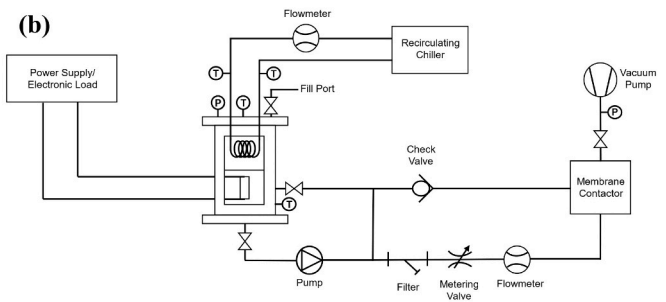 (b)
Flowmeter
Recirculating
Chiller
Power Supply/
Electronic Load
T
T
P
T
Fill Port
Vacuum
Pump
P
Check
Valve
Membrane
Contactor
T
Pump
Filter
Metering
Valve
Flowmeter